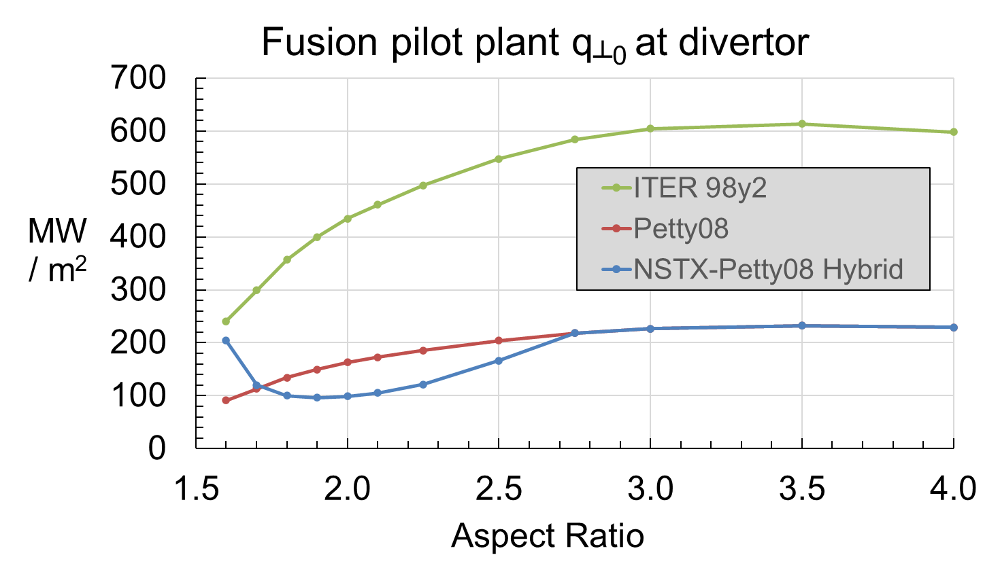 Fusion pilot plant q⊥0 at divertor
700
600
500
400
300
200
100
0
MW
/ m²
ITER 98y2
Petty08
NSTX-Petty08 Hybrid
1.5 2.0 2.5 3.0 3.5 4.0
Aspect Ratio